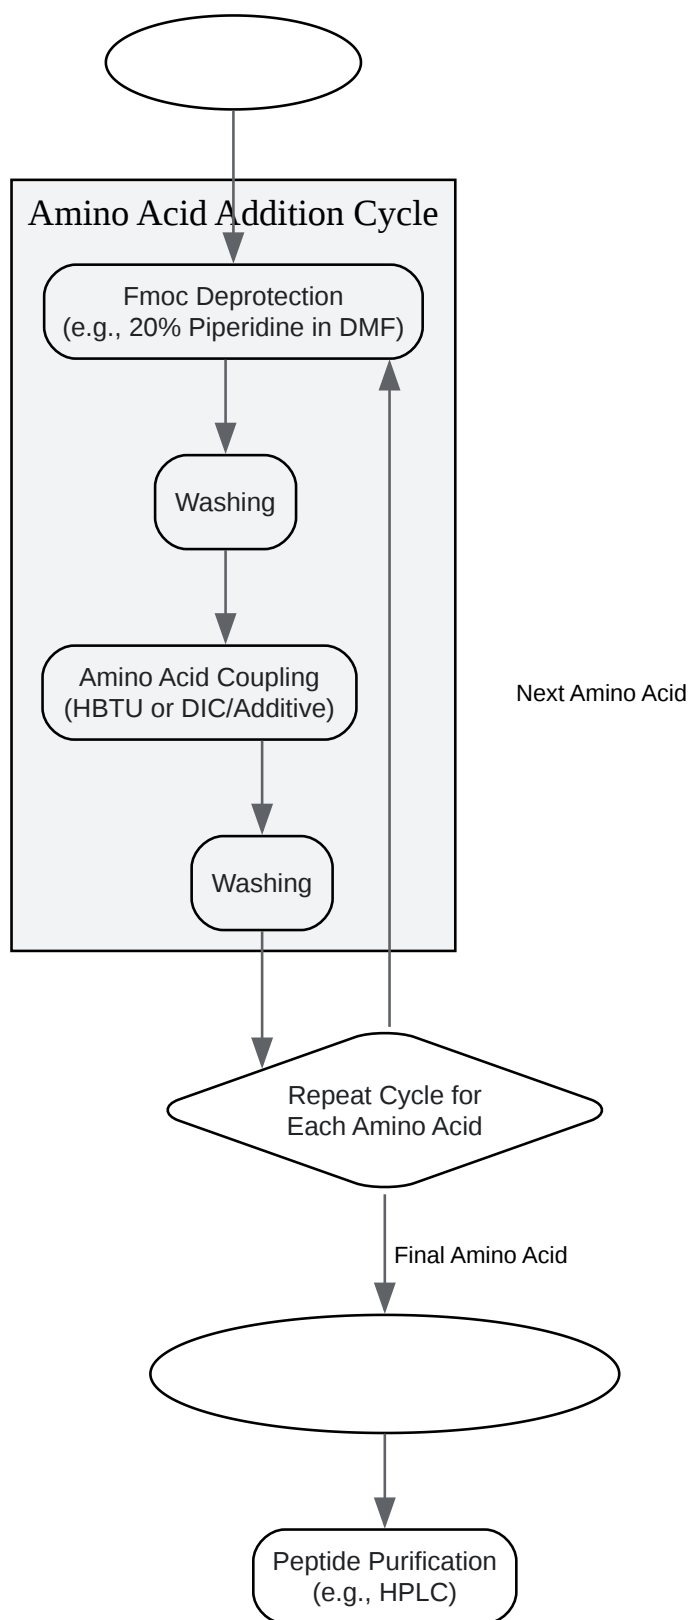 Amino Acid Addition Cycle
Fmoc Deprotection
(e.g., 20% Piperidine in DMF)
Washing
Amino Acid Coupling
(HBTU or DIC/Additive)
Next Amino Acid
Washing
Repeat Cycle for
Each Amino Acid
Final Amino Acid
Peptide Purification
(e.g., HPLC)